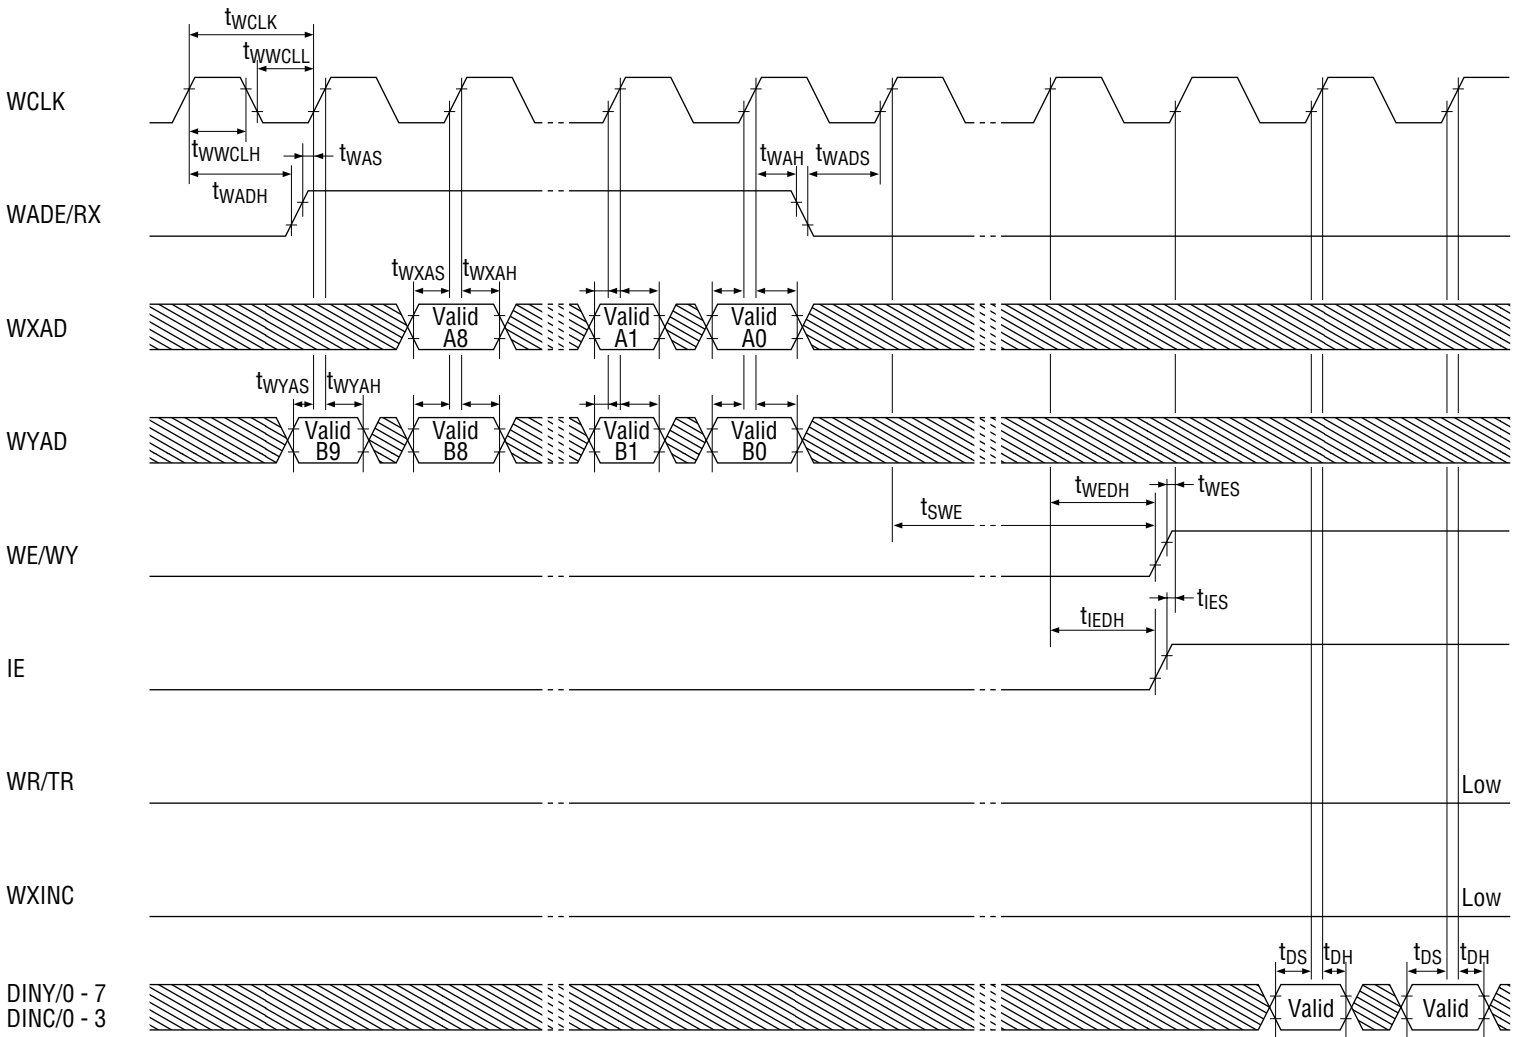 tWCLK
tWWCLL
WCLK
tWWCLH
tWAS
tWAH
tWADS
tWADH
WADE/RX
tWXAS
tWXAH
WXAD
Valid
A8
Valid
A1
Valid
A0
tWYAS
tWYAH
WYAD
Valid
B9
Valid
B8
Valid
B1
Valid
B0
tWEDH
tWES
tSWE
WE/WY
tIES
tIEDH
IE
WR/TR
Low
WXINC
Low
tDS
tDH
tDS
tDH
DINY/0 - 7
DINC/0 - 3
Valid
Valid